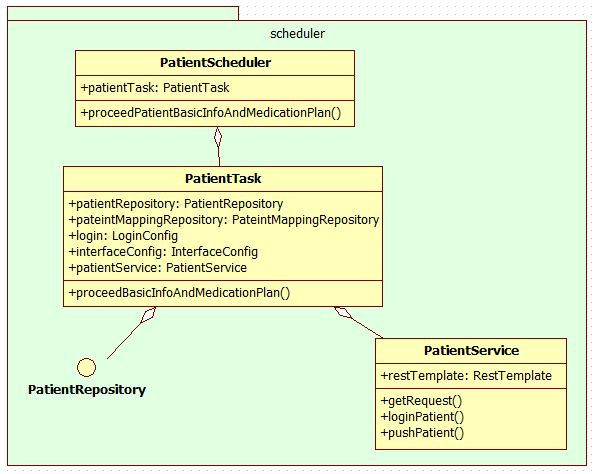 scheduler
PatientScheduler
+patientTask: PatientTask
+proceedPatientBasicInfoAndMedicationPlan()
PatientTask
+patientRepository: PatientRepository
+pateintMappingRepository: PateintMappingRepository
+login: LoginConfig
+interfaceConfig: InterfaceConfig
+patientService: PatientService
+proceedBasicInfoAndMedicationPlan()
PatientRepository
PatientService
+restTemplate: RestTemplate
+getRequest()
+loginPatient()
+pushPatient()